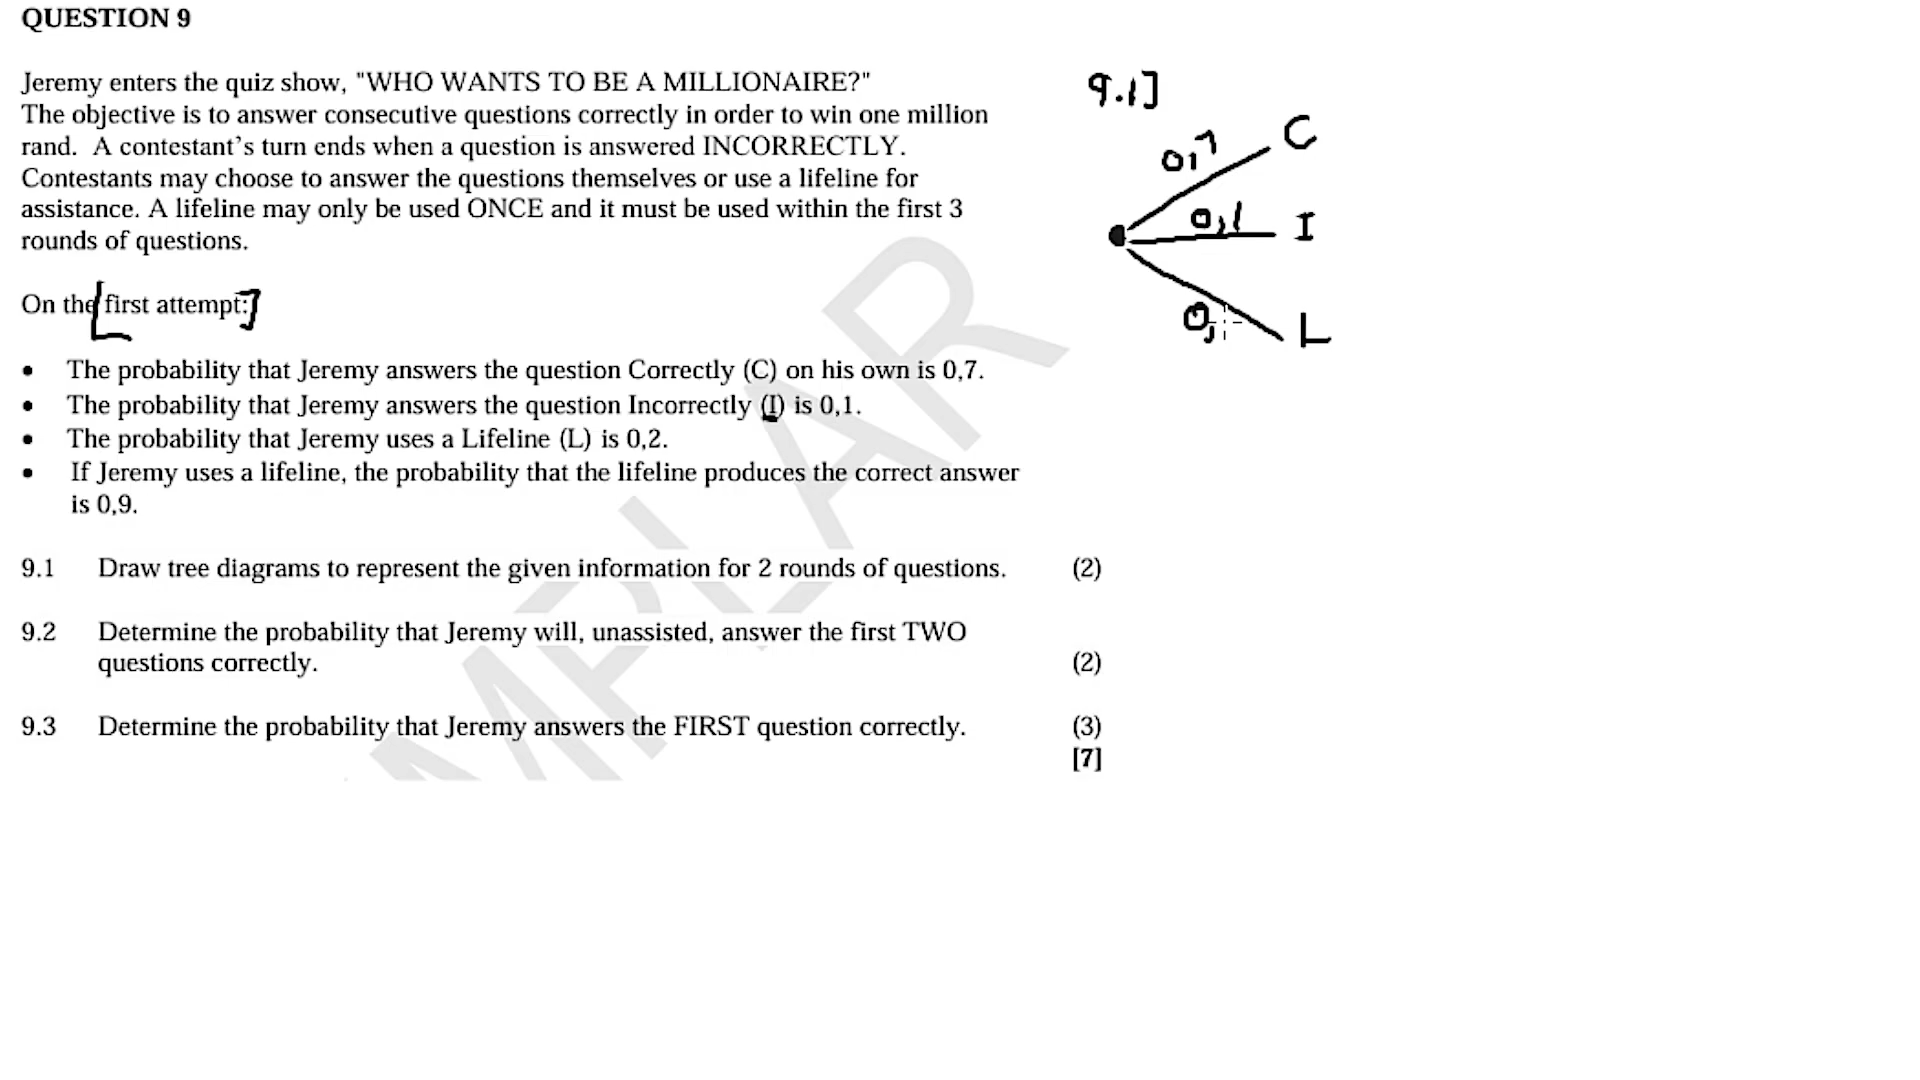 QUESTION 9
Jeremy enters the quiz show, "WHO WANTS TO BE A MILLIONAIRE?"
The objective is to answer consecutive questions correctly in order to win one million
rand. A contestant's turn ends when a question is answered INCORRECTLY.
Contestants may choose to answer the questions themselves or use a lifeline for
assistance. A lifeline may only be used ONCE and it must be used within the first 3
rounds of questions.
On the [first attempt:]
• The probability that Jeremy answers the question Correctly (C) on his own is 0,7.
• The probability that Jeremy answers the question Incorrectly (I) is 0,1.
• The probability that Jeremy uses a Lifeline (L) is 0,2.
• If Jeremy uses a lifeline, the probability that the lifeline produces the correct answer
is 0,9.
9.1 Draw tree diagrams to represent the given information for 2 rounds of questions. (2)
9.2 Determine the probability that Jeremy will, unassisted, answer the first TWO
questions correctly. (2)
9.3 Determine the probability that Jeremy answers the FIRST question correctly. (3)
[7]
9.1]
0,7 C
0,1 I
0, L
MPLAR